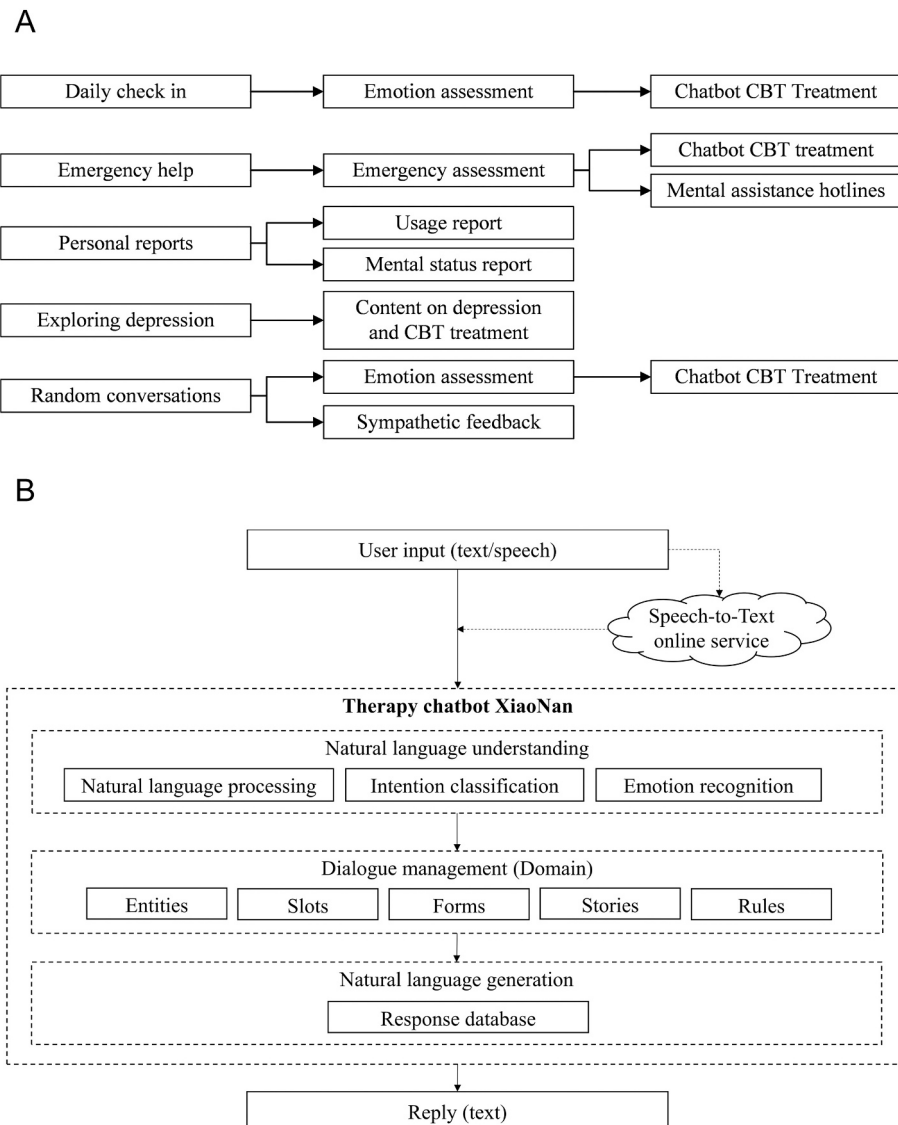 A
Daily check in
Emotion assessment
Chatbot CBT Treatment
Emergency help
Emergency assessment
Chatbot CBT treatment
Mental assistance hotlines
Personal reports
Usage report
Mental status report
Exploring depression
Content on depression
and CBT treatment
Random conversations
Emotion assessment
Chatbot CBT Treatment
Sympathetic feedback
B
User input (text/speech)
Speech-to-Text
online service
Therapy chatbot XiaoNan
Natural language understanding
Natural language processing
Intention classification
Emotion recognition
Dialogue management (Domain)
Entities
Slots
Forms
Stories
Rules
Natural language generation
Response database
Reply (text)